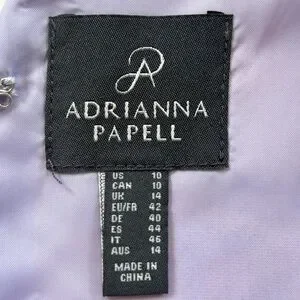 ADRIANNA
PAPELL
US 10
CAN 10
UK 14
EU/FR 42
DE 40
ES 44
IT 46
AUS 14
MADE IN
CHINA